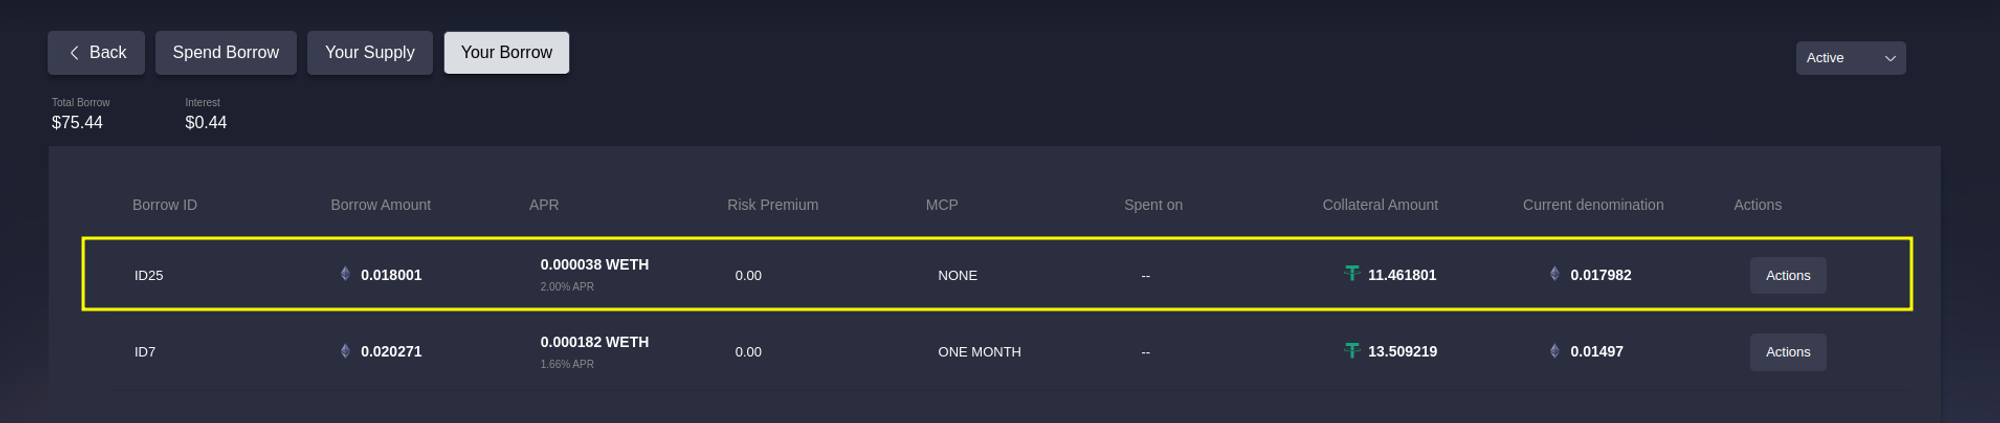 Back Spend Borrow Your Supply Your Borrow
Active
Total Borrow Interest
$75.44 $0.44
Borrow ID Borrow Amount APR Risk Premium MCP Spent on Collateral Amount Current denomination Actions
ID25 0.018001 0.000038 WETH 0.00 NONE -- 11.461801 0.017982 Actions
2.00% APR
ID7 0.020271 0.000182 WETH 0.00 ONE MONTH -- 13.509219 0.01497 Actions
1.66% APR